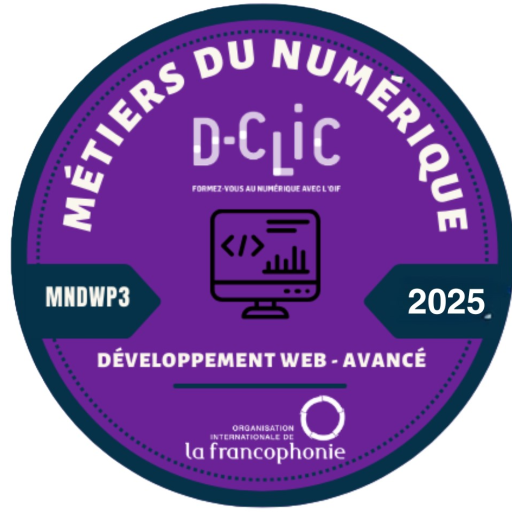 MÉTIERS DU NUMÉRIQUE
D-CLiC
FORMEZ-VOUS AU NUMÉRIQUE AVEC L'OIF
</>
MNDWP3
2025
DÉVELOPPEMENT WEB - AVANCÉ
ORGANISATION
INTERNATIONALE DE
la francophonie